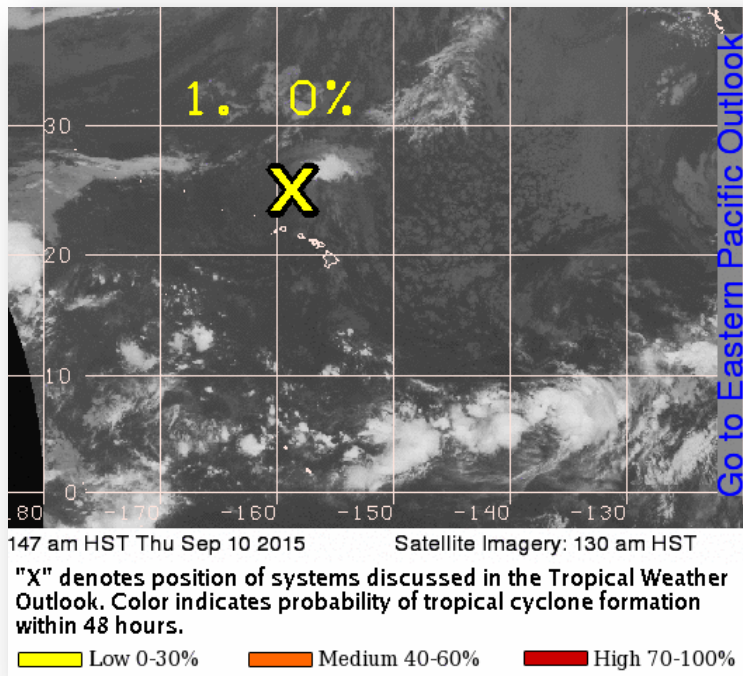 1. 0%
X
30
20
10
0
180 -170 -160 -150 -140 -130
Go to Eastern Pacific Outlook
147 am HST Thu Sep 10 2015 Satellite Imagery: 130 am HST
"X" denotes position of systems discussed in the Tropical Weather
Outlook. Color indicates probability of tropical cyclone formation
within 48 hours.
Low 0-30% Medium 40-60% High 70-100%